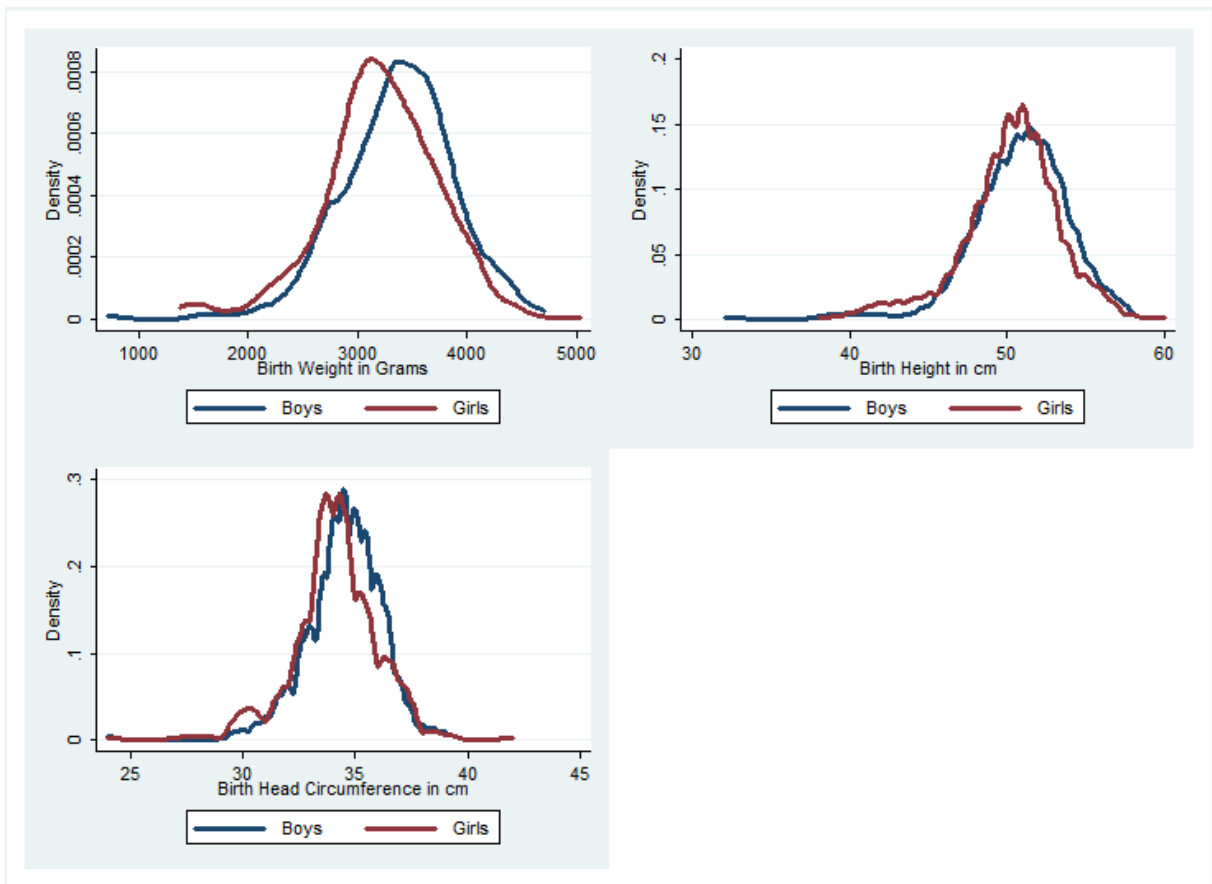 Density
0 .0002 .0004 .0006 .0008
1000 2000 3000 4000 5000
Birth Weight in Grams
Boys Girls
Density
0 .05 .1 .15 .2
30 40 50 60
Birth Height in cm
Boys Girls
Density
0 .1 .2 .3
25 30 35 40 45
Birth Head Circumference in cm
Boys Girls